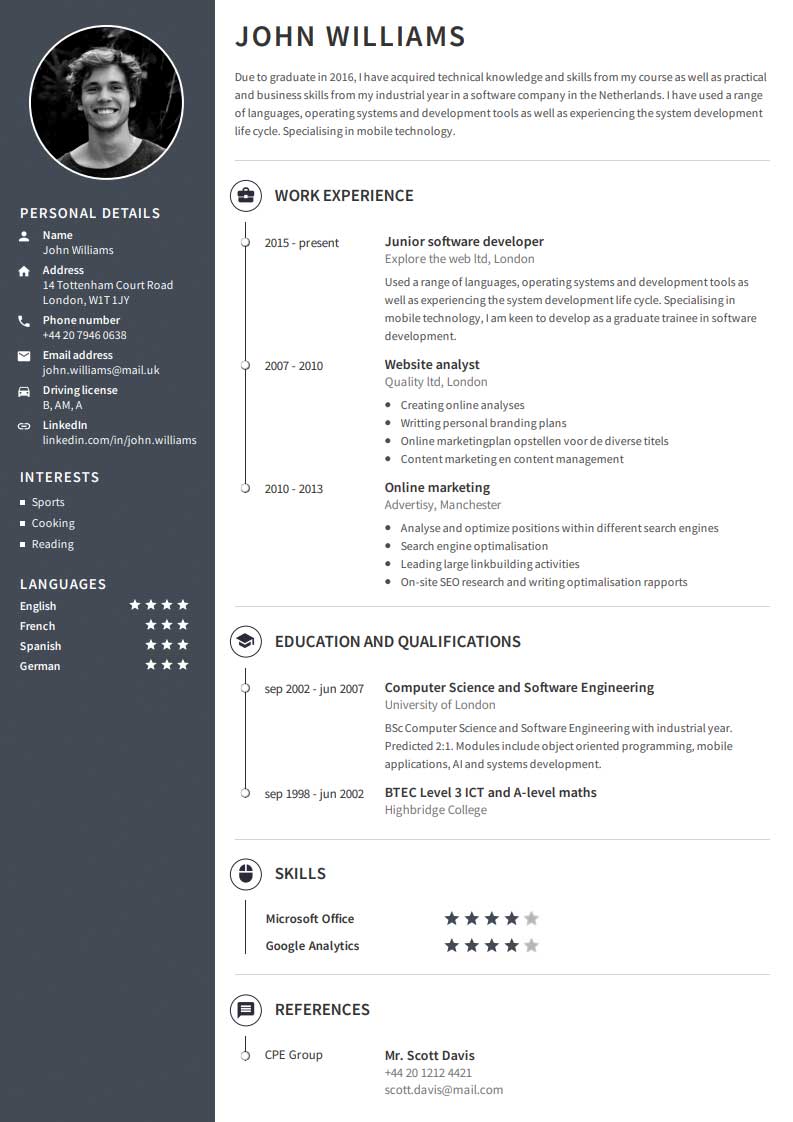 JOHN WILLIAMS
Due to graduate in 2016, I have acquired technical knowledge and skills from my course as well as practical
and business skills from my industrial year in a software company in the Netherlands. I have used a range
of languages, operating systems and development tools as well as experiencing the system development
life cycle. Specialising in mobile technology.
PERSONAL DETAILS
Name
John Williams
Address
14 Tottenham Court Road
London, W1T 1JY
Phone number
+44 20 7946 0638
Email address
john.williams@mail.uk
Driving license
B, AM, A
LinkedIn
linkedin.com/in/john.williams
INTERESTS
Sports
Cooking
Reading
LANGUAGES
English
French
Spanish
German
WORK EXPERIENCE
2015 - present
Junior software developer
Explore the web ltd, London
Used a range of languages, operating systems and development tools as
well as experiencing the system development life cycle. Specialising in
mobile technology, I am keen to develop as a graduate trainee in software
development.
2007 - 2010
Website analyst
Quality ltd, London
Creating online analyses
Writting personal branding plans
Online marketingplan opstellen voor de diverse titels
Content marketing en content management
2010 - 2013
Online marketing
Advertisy, Manchester
Analyse and optimize positions within different search engines
Search engine optimalisation
Leading large linkbuilding activities
On-site SEO research and writing optimalisation rapports
EDUCATION AND QUALIFICATIONS
sep 2002 - jun 2007
Computer Science and Software Engineering
University of London
BSc Computer Science and Software Engineering with industrial year.
Predicted 2:1. Modules include object oriented programming, mobile
applications, AI and systems development.
sep 1998 - jun 2002
BTEC Level 3 ICT and A-level maths
Highbridge College
SKILLS
Microsoft Office
Google Analytics
REFERENCES
CPE Group
Mr. Scott Davis
+44 20 1212 4421
scott.davis@mail.com